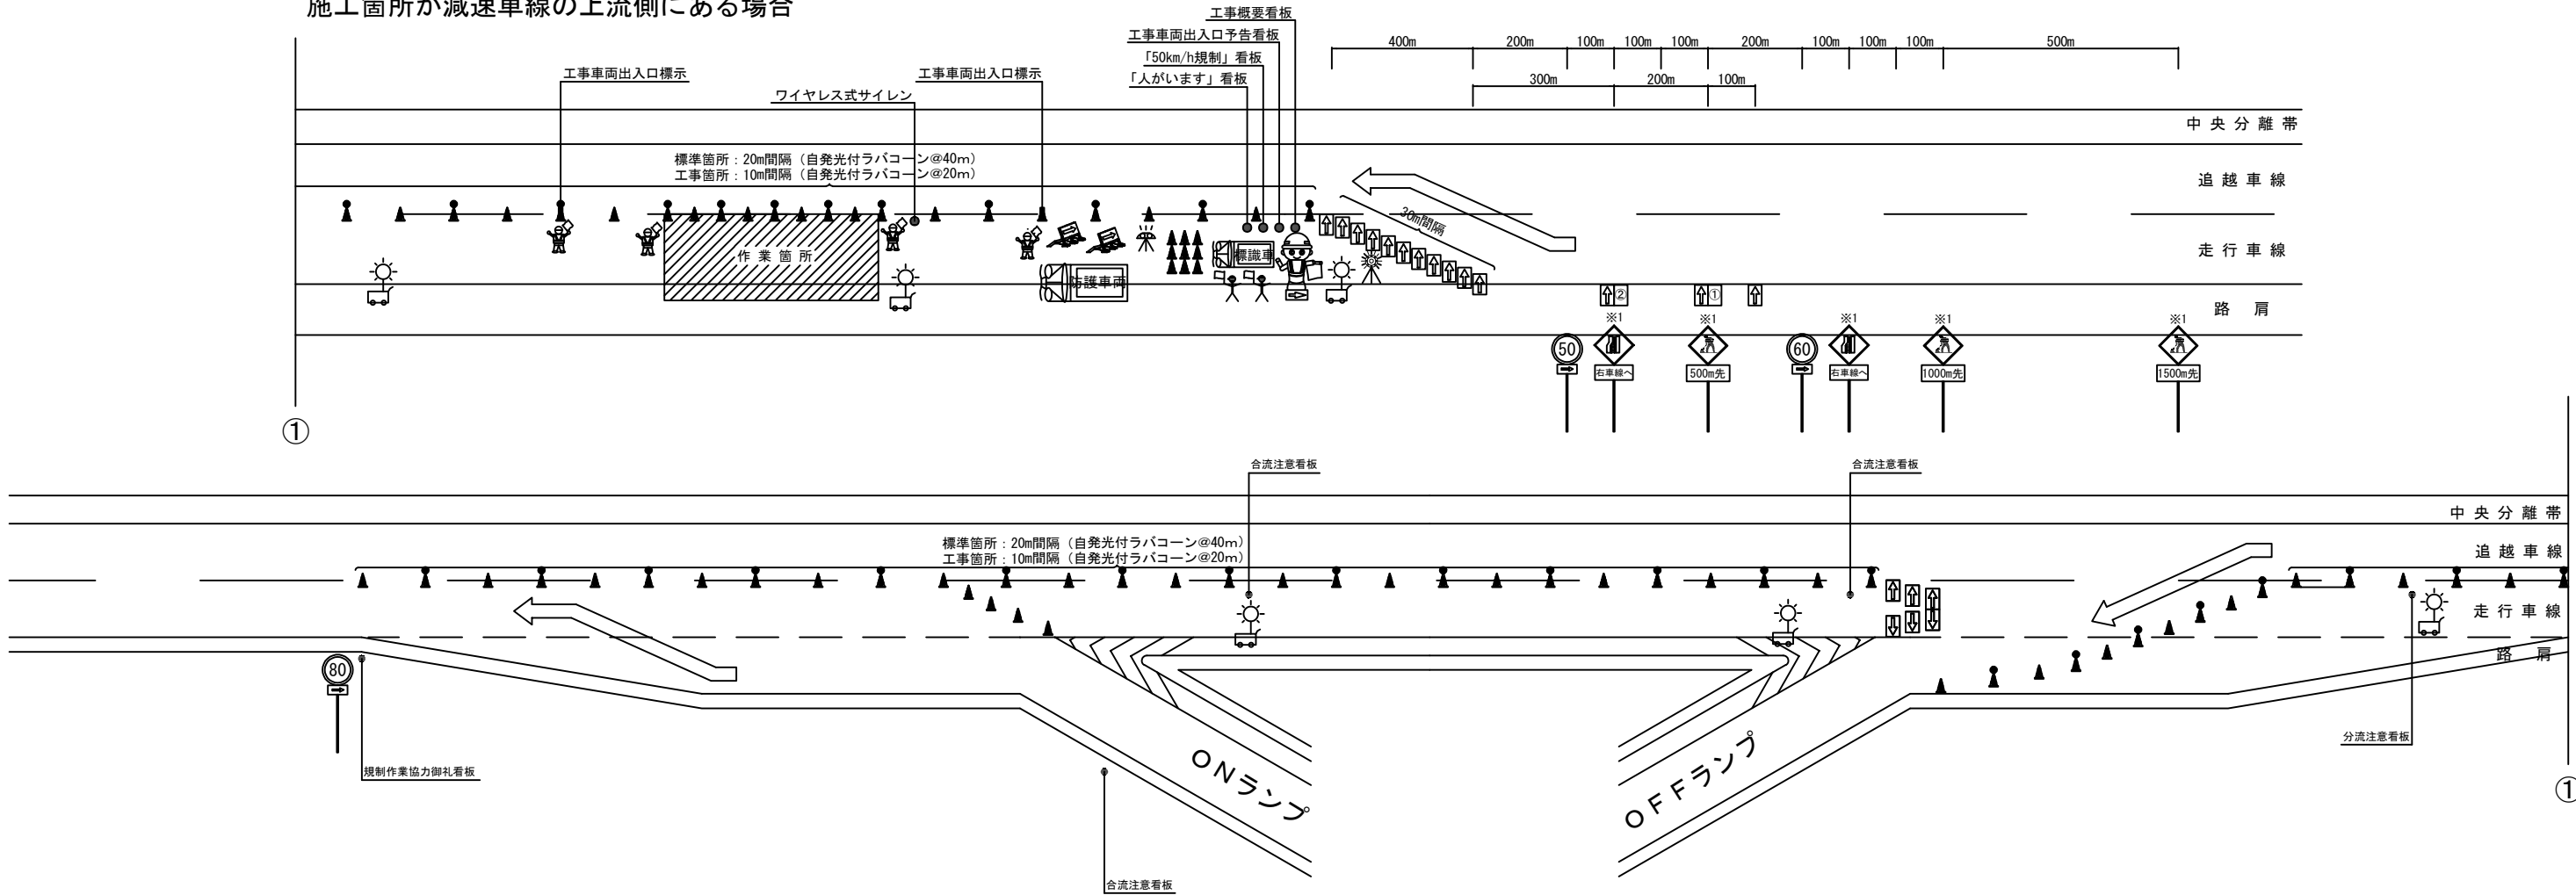 施工箇所が減速車線の上流側にある場合
工事概要看板
工事車両出入口予告看板
「50km/h規制」看板
「人がいます」看板
工事車両出入口標示
工事車両出入口標示
ワイヤレス式サイレン
400m 200m 100m 100m 100m 200m 100m 100m 100m 500m
300m 200m 100m
中央分離帯
標準箇所:20m間隔(自発光付ラバコーン@40m)
工事箇所:10m間隔(自発光付ラバコーン@20m)
追越車線
30m間隔
作業箇所
標識車
走行車線
防護車両
② ①
路肩
※1 ※1 ※1 ※1 ※1
50 60
右車線へ 500m先 右車線へ 1000m先 1500m先
①
合流注意看板
合流注意看板
中央分離帯
標準箇所:20m間隔(自発光付ラバコーン@40m)
工事箇所:10m間隔(自発光付ラバコーン@20m)
追越車線
走行車線
路肩
80
規制作業協力御礼看板
ONランプ
OFFランプ
分流注意看板
①
合流注意看板